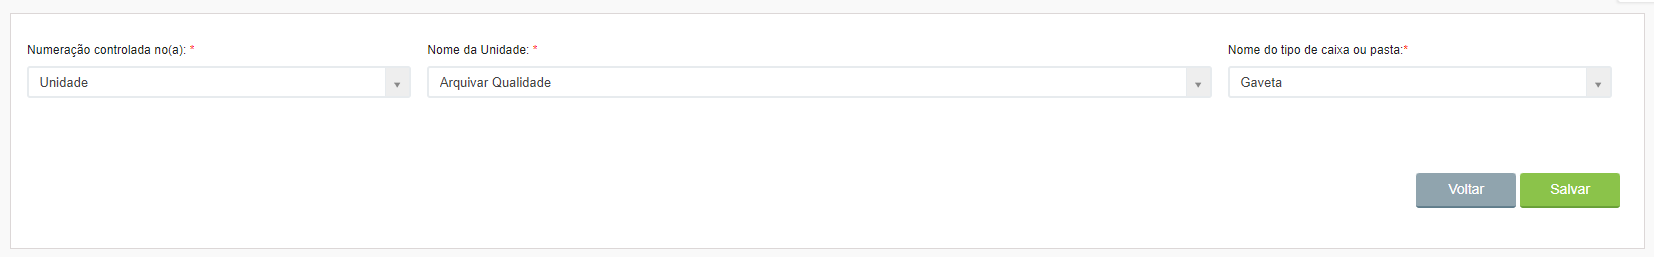 Numeração controlada no(a): *
Nome da Unidade: *
Nome do tipo de caixa ou pasta:*
Unidade
Arquivar Qualidade
Gaveta
Voltar
Salvar